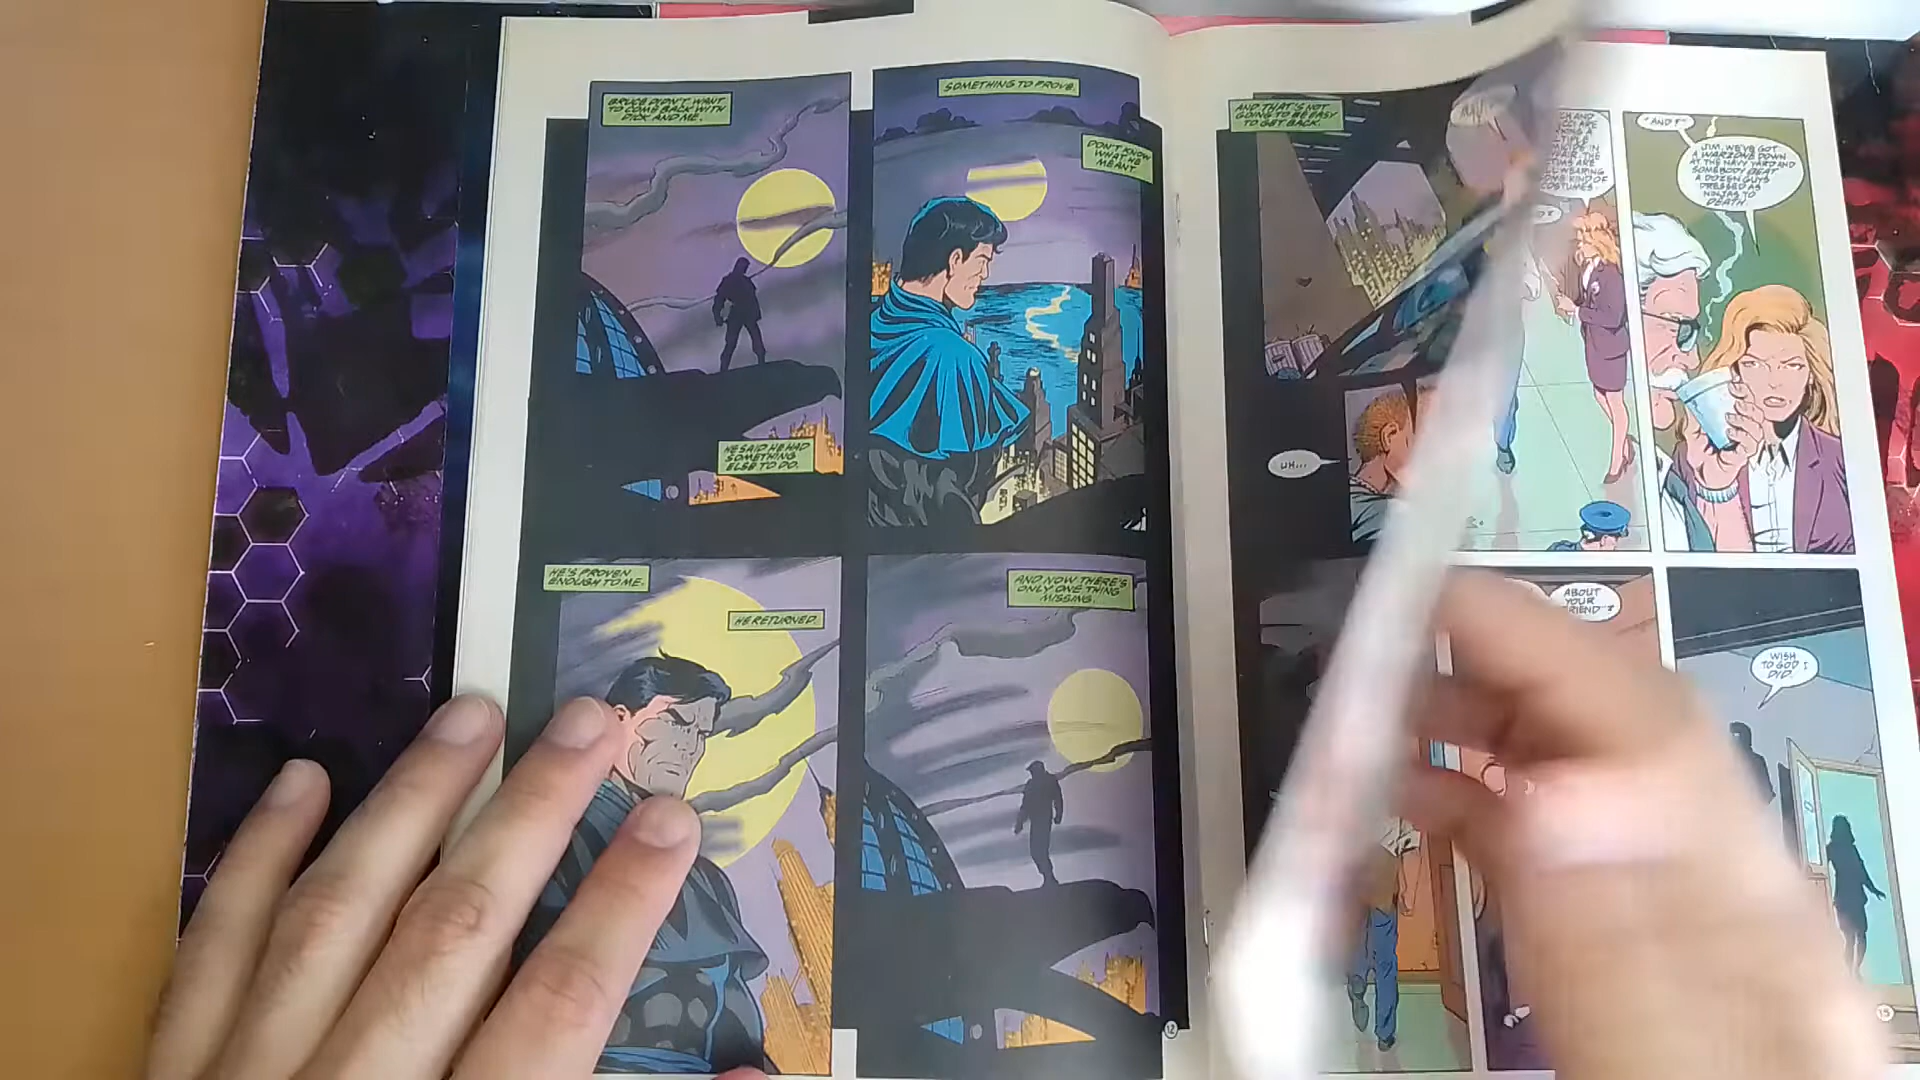 BRUCE DIDN'T WANT
TO COME BACK WITH
DICK AND ME.
HE SAID HE HAD
SOMETHING
ELSE TO DO.
SOMETHING TO PROVE.
DON'T KNOW
WHAT HE
MEANT.
HE'S PROVEN
ENOUGH TO ME.
HE RETURNED.
AND NOW THERE'S
ONLY ONE THING
MISSING.
12
AND THAT'S NOT
GOING TO BE EASY
TO GET BACK.
UH...
COSTUMES.
"AND?"
JIM, WE'VE GOT
A WARZONE DOWN
AT THE NAVY YARD AND
SOMEBODY BEAT
A DOZEN GUYS
DRESSED AS
NINJAS TO
DEATH.
ABOUT
YOUR
WISH
TO GOD I
DID.
15